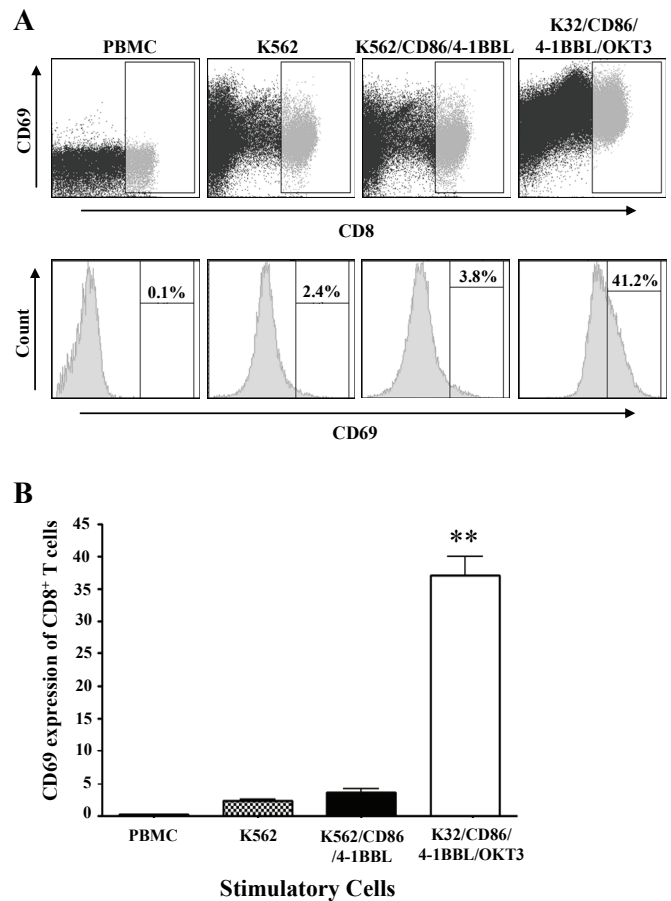 A
PBMC
K562
K562/CD86/4-1BBL
K32/CD86/
4-1BBL/OKT3
CD69
CD8
0.1%
2.4%
3.8%
41.2%
Count
CD69
B
CD69 expression of CD8+ T cells
45
40
35
30
25
20
15
10
5
0
**
PBMC
K562
K562/CD86
/4-1BBL
K32/CD86/
4-1BBL/OKT3
Stimulatory Cells